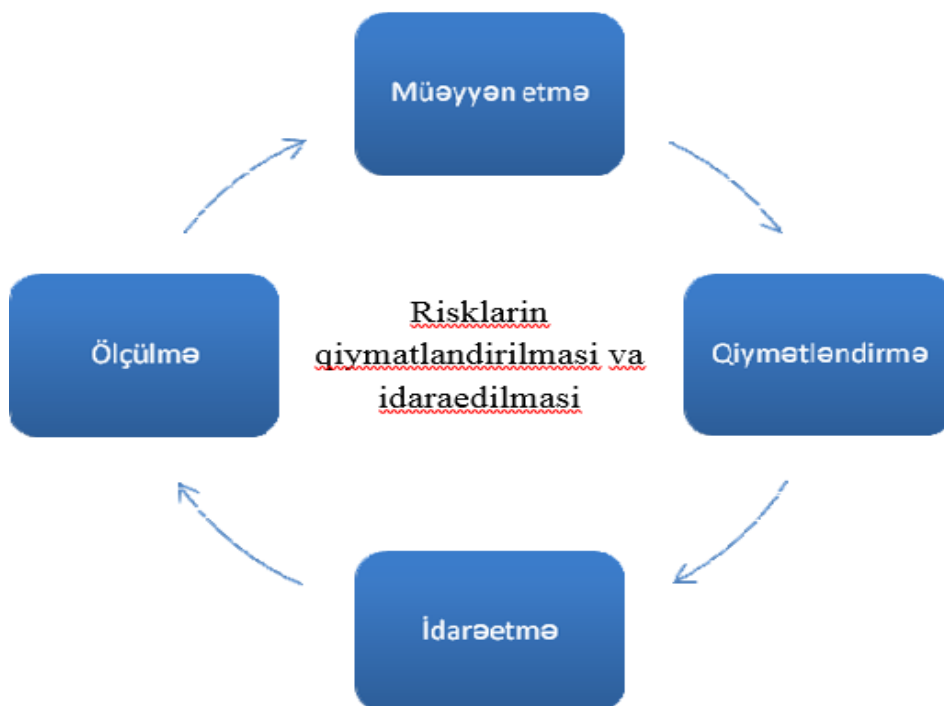 Müəyyən etmə
Ölçülmə
Risklarin
qiymatlandirilmasi va
idaraedilmasi
Qiymətləndirmə
İdarəetmə